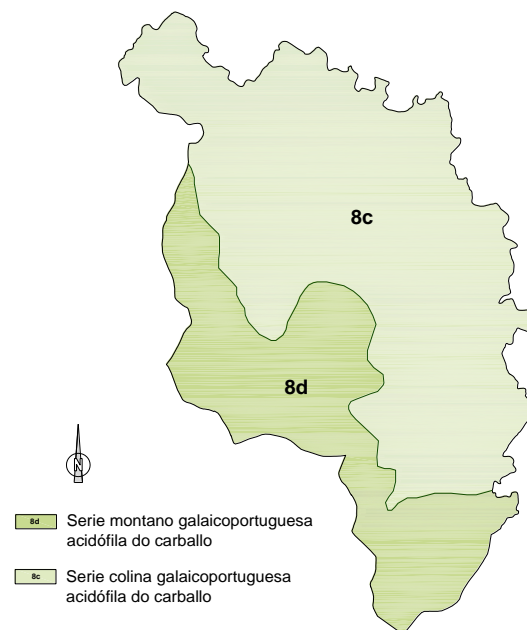 8c
8d
N
8d Serie montano galaicoportuguesa
acidófila do carballo
8c Serie colina galaicoportuguesa
acidófila do carballo